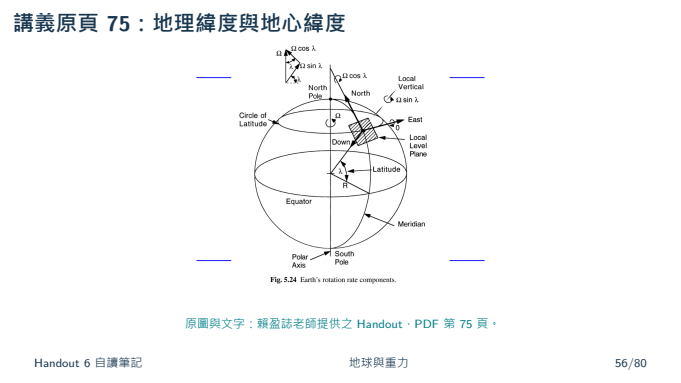 講義原頁 75：地理緯度與地心緯度
Ω cos λ
Ω
λ
Ω sin λ
λ
Ω cos λ
North
Pole
North
Local
Vertical
Ω sin λ
Circle of
Latitude
Ω
East
0
Down
Local
Level
Plane
λ
Latitude
R
Equator
Meridian
Polar
Axis
South
Pole
Fig. 5.24 Earth's rotation rate components.
原圖與文字：賴盈誌老師提供之 Handout，PDF 第 75 頁。
Handout 6 自讀筆記
地球與重力
56/80